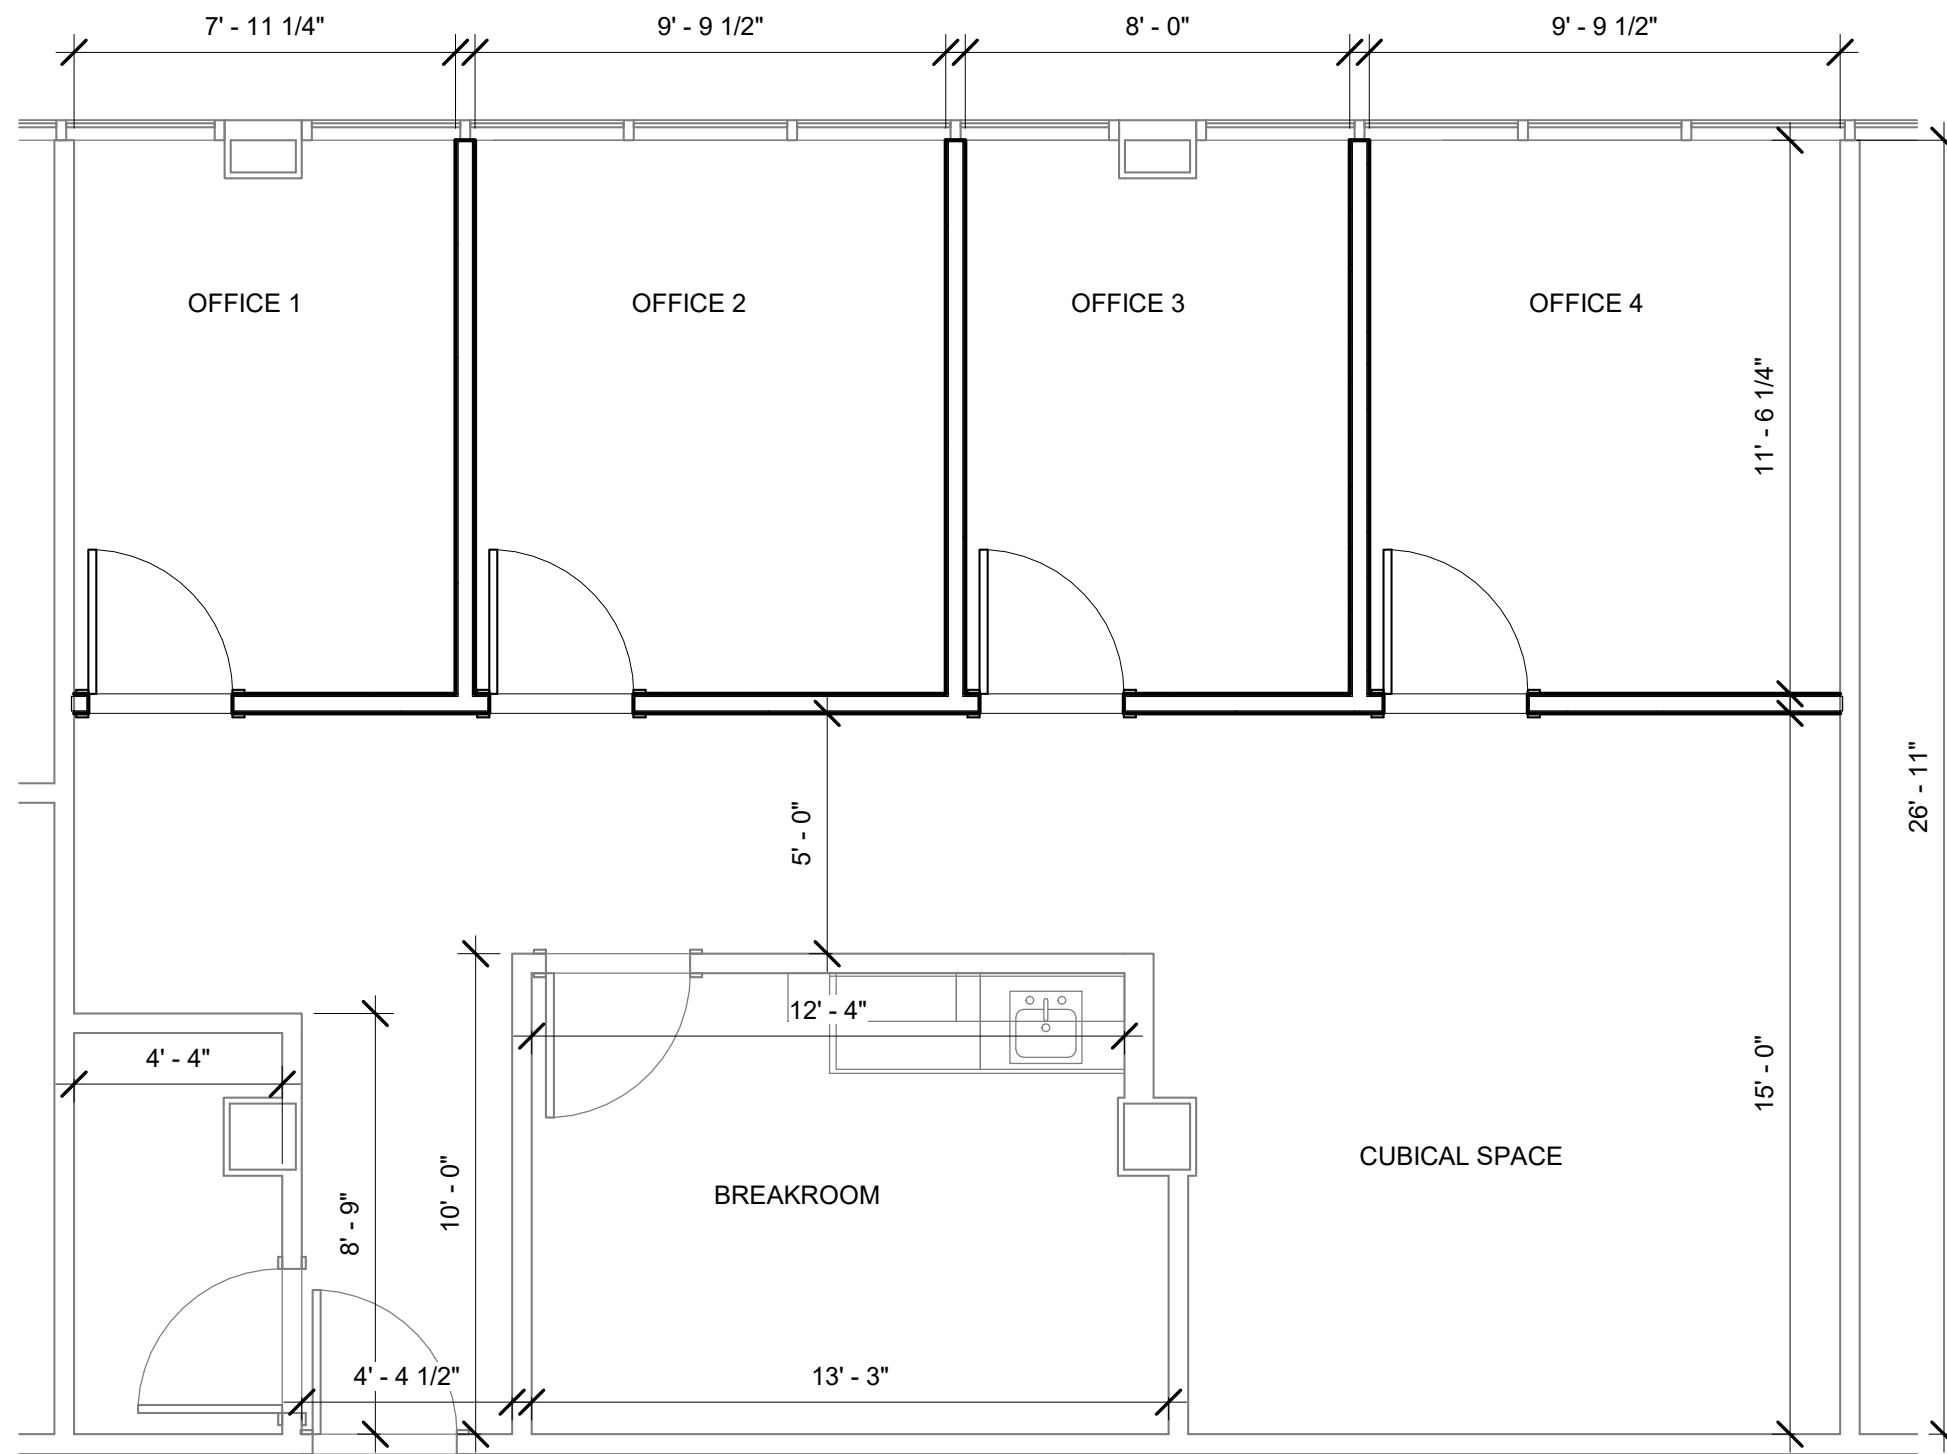 7' - 11 1/4"
9' - 9 1/2"
8' - 0"
9' - 9 1/2"
OFFICE 1
OFFICE 2
OFFICE 3
OFFICE 4
11' - 6 1/4"
26' - 11"
5' - 0"
12' - 4"
4' - 4"
15' - 0"
CUBICAL SPACE
BREAKROOM
10' - 0"
8' - 9"
4' - 4 1/2"
13' - 3"